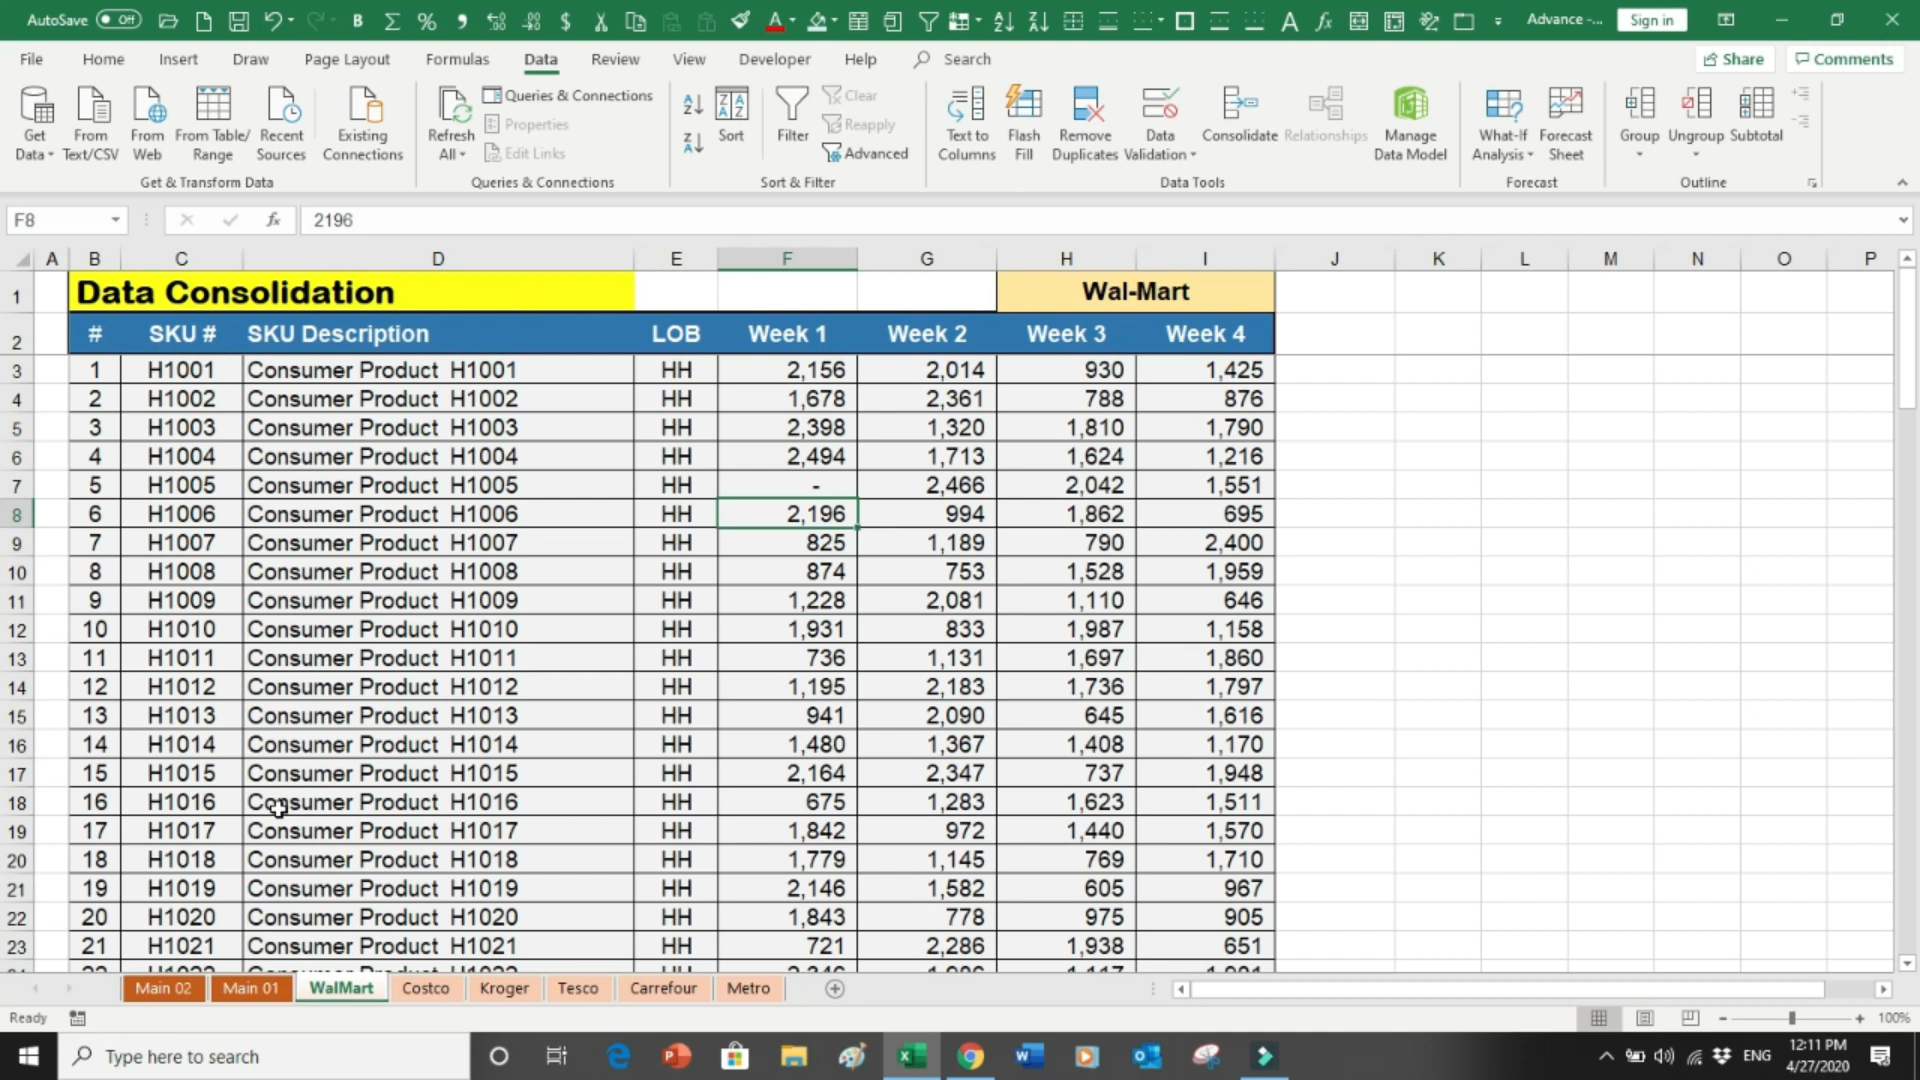 AutoSave Off B Σ % $ A A fx Advance -... Sign in
File Home Insert Draw Page Layout Formulas Data Review View Developer Help Search Share Comments
Get Data From Text/CSV From Web From Table/ Range Recent Sources Existing Connections
Get & Transform Data
Refresh All Queries & Connections Properties Edit Links
Queries & Connections
Sort Filter Clear Reapply Advanced
Sort & Filter
Text to Columns Flash Fill Remove Duplicates Data Validation Consolidate Relationships Manage Data Model
Data Tools
What-If Analysis Forecast Sheet
Forecast
Group Ungroup Subtotal
Outline
F8 fx 2196
A B C D E F G H I J K L M N O P
1 Data Consolidation Wal-Mart
2 # SKU # SKU Description LOB Week 1 Week 2 Week 3 Week 4
3 1 H1001 Consumer Product H1001 HH 2,156 2,014 930 1,425
4 2 H1002 Consumer Product H1002 HH 1,678 2,361 788 876
5 3 H1003 Consumer Product H1003 HH 2,398 1,320 1,810 1,790
6 4 H1004 Consumer Product H1004 HH 2,494 1,713 1,624 1,216
7 5 H1005 Consumer Product H1005 HH - 2,466 2,042 1,551
8 6 H1006 Consumer Product H1006 HH 2,196 994 1,862 695
9 7 H1007 Consumer Product H1007 HH 825 1,189 790 2,400
10 8 H1008 Consumer Product H1008 HH 874 753 1,528 1,959
11 9 H1009 Consumer Product H1009 HH 1,228 2,081 1,110 646
12 10 H1010 Consumer Product H1010 HH 1,931 833 1,987 1,158
13 11 H1011 Consumer Product H1011 HH 736 1,131 1,697 1,860
14 12 H1012 Consumer Product H1012 HH 1,195 2,183 1,736 1,797
15 13 H1013 Consumer Product H1013 HH 941 2,090 645 1,616
16 14 H1014 Consumer Product H1014 HH 1,480 1,367 1,408 1,170
17 15 H1015 Consumer Product H1015 HH 2,164 2,347 737 1,948
18 16 H1016 Consumer Product H1016 HH 675 1,283 1,623 1,511
19 17 H1017 Consumer Product H1017 HH 1,842 972 1,440 1,570
20 18 H1018 Consumer Product H1018 HH 1,779 1,145 769 1,710
21 19 H1019 Consumer Product H1019 HH 2,146 1,582 605 967
22 20 H1020 Consumer Product H1020 HH 1,843 778 975 905
23 21 H1021 Consumer Product H1021 HH 721 2,286 1,938 651
Main 02 Main 01 WalMart Costco Kroger Tesco Carrefour Metro
Ready 100%
Type here to search ENG 12:11 PM
4/27/2020